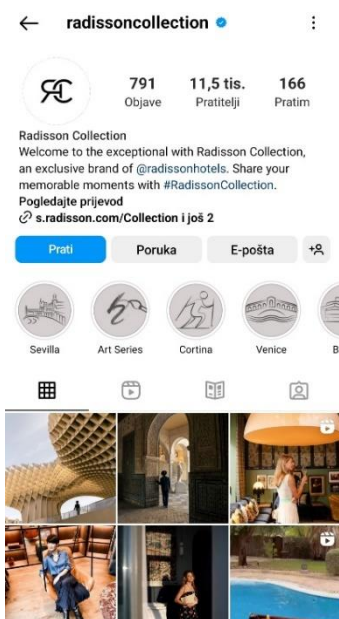 radissoncollection
791 11,5 tis. 166
Objave Pratitelji Pratim
Radisson Collection
Welcome to the exceptional with Radisson Collection,
an exclusive brand of @radissonhotels. Share your
memorable moments with #RadissonCollection.
Pogledajte prijevod
s.radisson.com/Collection i još 2
Prati Poruka E-pošta
Sevilla Art Series Cortina Venice B